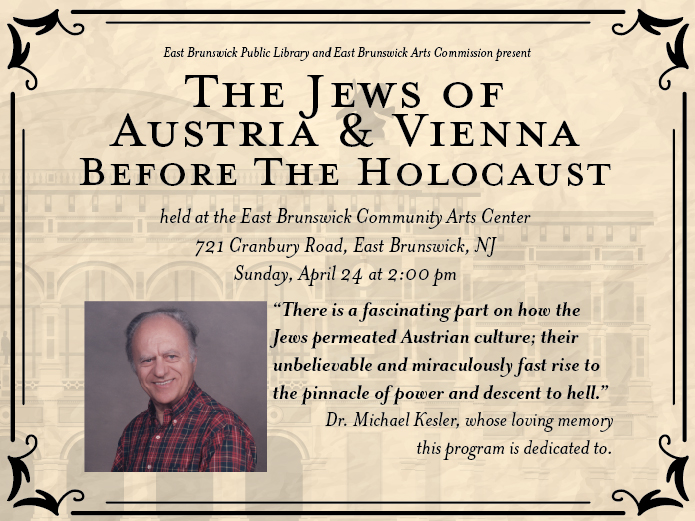 East Brunswick Public Library and East Brunswick Arts Commission present
The Jews of
Austria & Vienna
Before The Holocaust
held at the East Brunswick Community Arts Center
721 Cranbury Road, East Brunswick, NJ
Sunday, April 24 at 2:00 pm
“There is a fascinating part on how the
Jews permeated Austrian culture; their
unbelievable and miraculously fast rise to
the pinnacle of power and descent to hell.”
Dr. Michael Kesler, whose loving memory
this program is dedicated to.